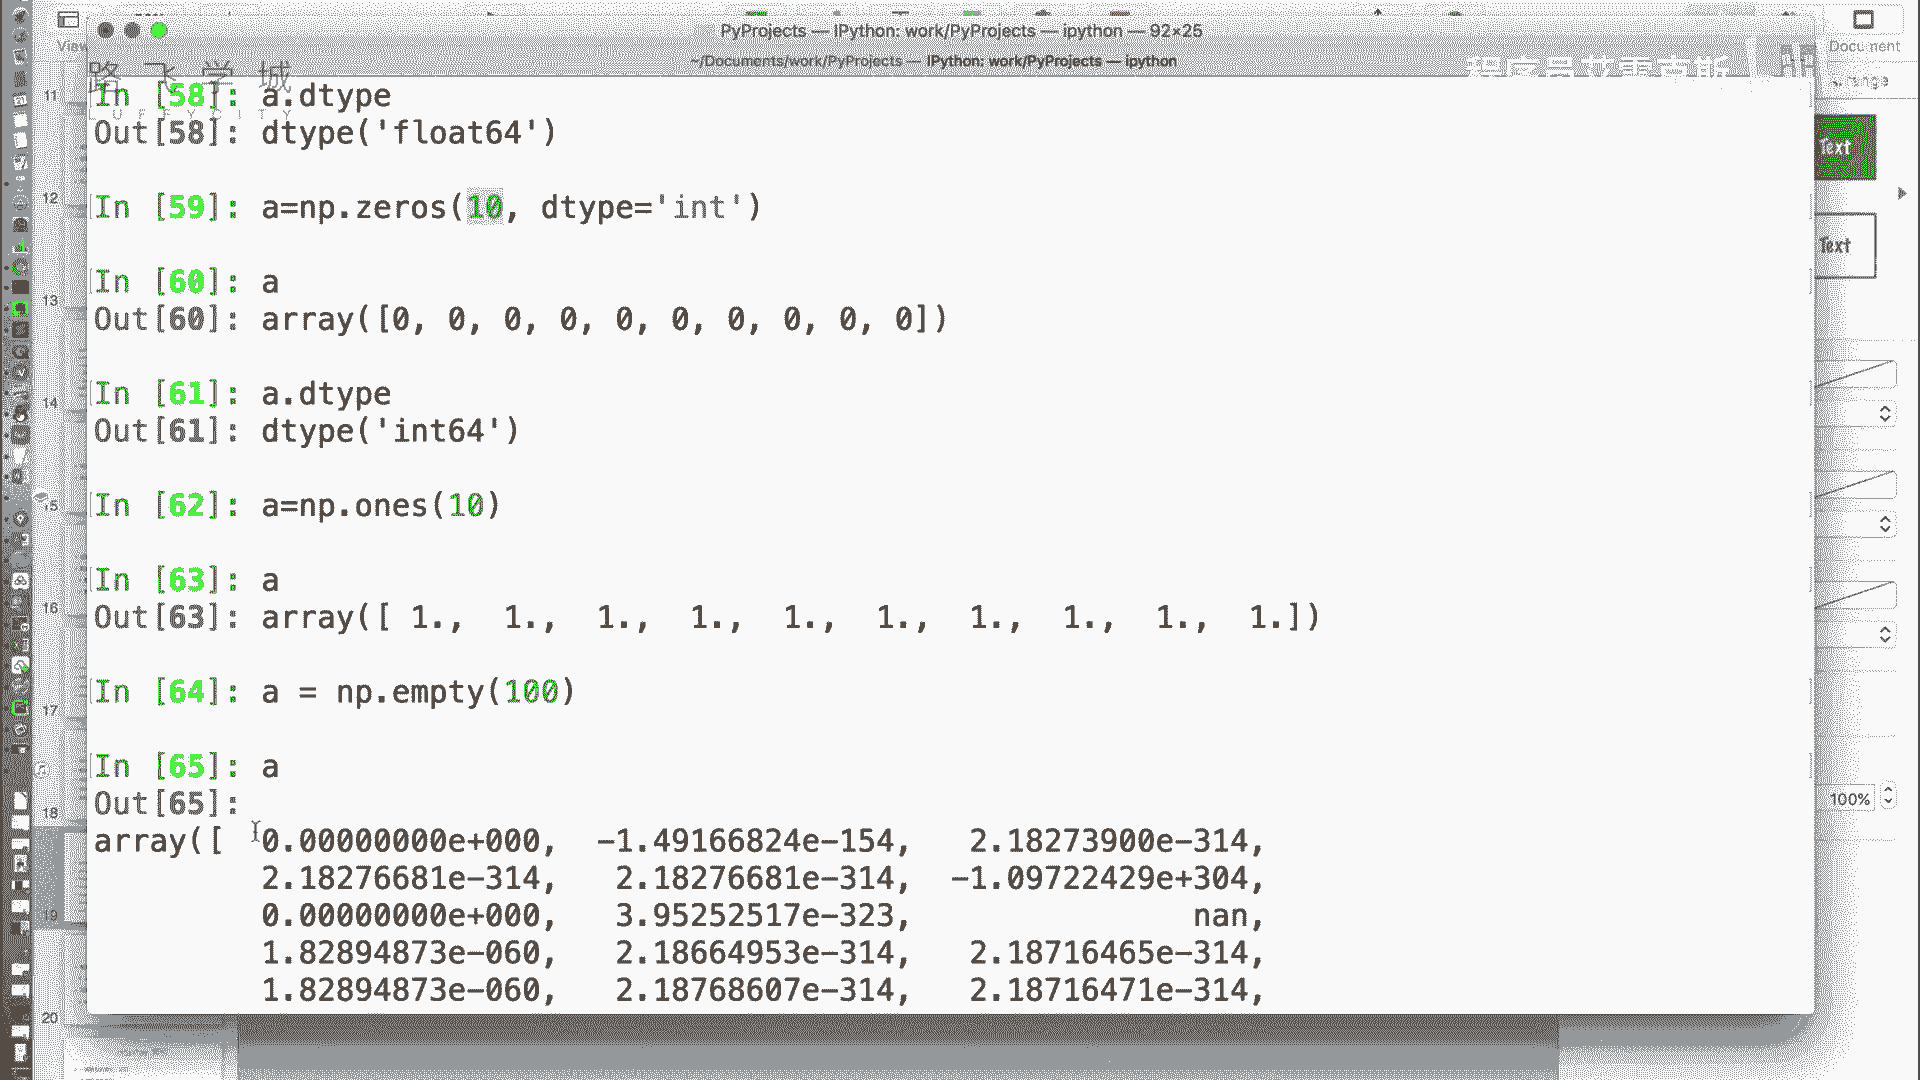 PyProjects — IPython: work/PyProjects — ipython — 92×25
View
Document
~/Documents/work/PyProjects — IPython: work/PyProjects — ipython
路飞学城
程序员艾雷克斯
LUFFYCITY
11
In [58]: a.dtype
Out[58]: dtype('float64')
Text
12
In [59]: a=np.zeros(10, dtype='int')
Text
13
In [60]: a
Out[60]: array([0, 0, 0, 0, 0, 0, 0, 0, 0, 0])
14
In [61]: a.dtype
Out[61]: dtype('int64')
15
In [62]: a=np.ones(10)
16
In [63]: a
Out[63]: array([ 1., 1., 1., 1., 1., 1., 1., 1., 1., 1.])
17
In [64]: a = np.empty(100)
In [65]: a
18
100%
Out[65]:
array([ 0.00000000e+000, -1.49166824e-154, 2.18273900e-314,
2.18276681e-314, 2.18276681e-314, -1.09722429e+304,
19
0.00000000e+000, 3.95252517e-323, nan,
1.82894873e-060, 2.18664953e-314, 2.18716465e-314,
1.82894873e-060, 2.18768607e-314, 2.18716471e-314,
20